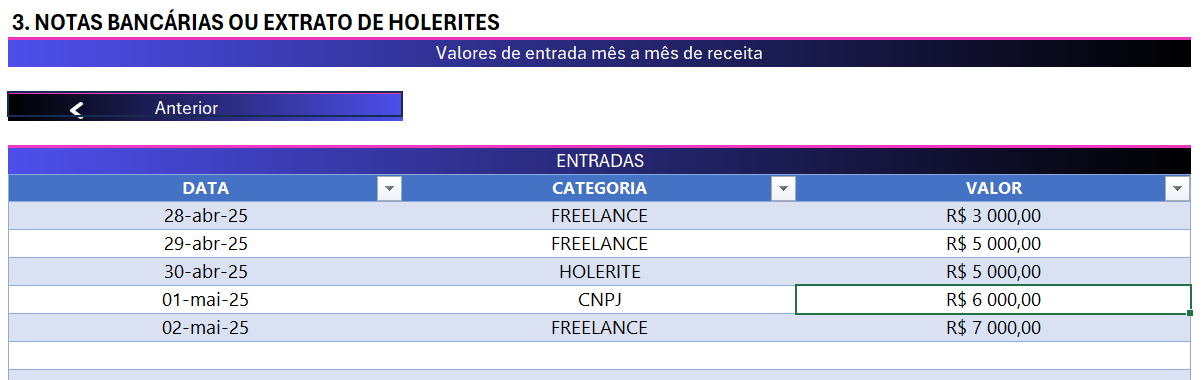 3. NOTAS BANCÁRIAS OU EXTRATO DE HOLERITES
Valores de entrada mês a mês de receita
Anterior
ENTRADAS
DATA CATEGORIA VALOR
28-abr-25 FREELANCE R$ 3 000,00
29-abr-25 FREELANCE R$ 5 000,00
30-abr-25 HOLERITE R$ 5 000,00
01-mai-25 CNPJ R$ 6 000,00
02-mai-25 FREELANCE R$ 7 000,00